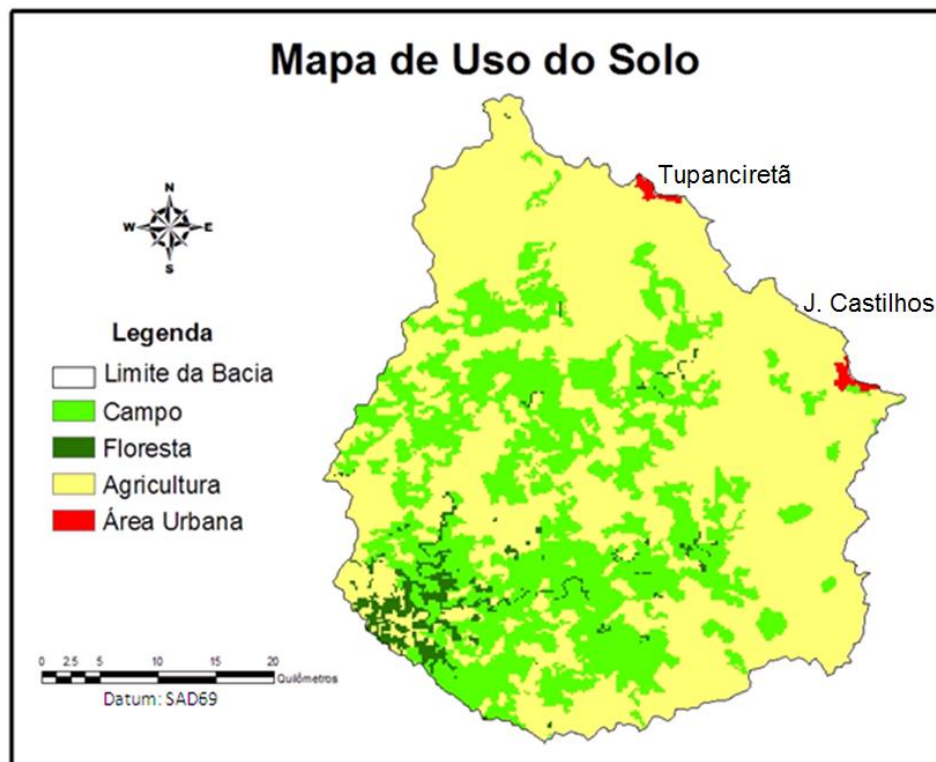 Mapa de Uso do Solo
Tupanciretã
N
W E
S
J. Castilhos
Legenda
Limite da Bacia
Campo
Floresta
Agricultura
Área Urbana
0 2.5 5 10 15 20
Quilômetros
Datum: SAD69